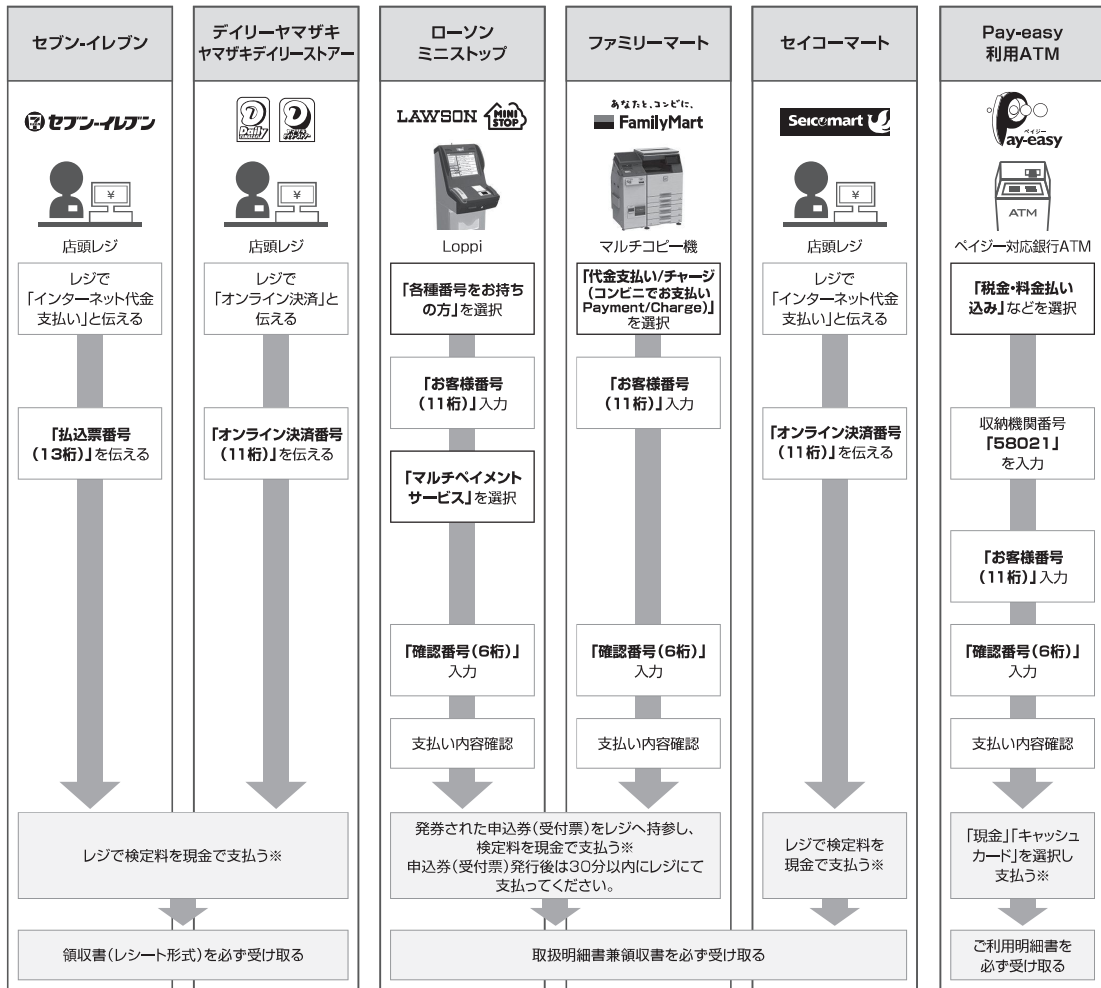 セブン-イレブン
セブン-イレブン
¥
店頭レジ
レジで
「インターネット代金
支払い」と伝える
「払込票番号
(13桁)」を伝える
デイリーヤマザキ
ヤマザキデイリーストアー
Daily
¥
店頭レジ
レジで
「オンライン決済」と
伝える
「オンライン決済番号
(11桁)」を伝える
レジで検定料を現金で支払う※
領収書(レシート形式)を必ず受け取る
ローソン
ミニストップ
LAWSON
MINI
STOP
Loppi
「各種番号をお持ち
の方」を選択
「お客様番号
(11桁)」入力
「マルチペイメント
サービス」を選択
「確認番号(6桁)」
入力
支払い内容確認
ファミリーマート
あなたと、コンビに、
FamilyMart
マルチコピー機
「代金支払い/チャージ
(コンビニでお支払い
Payment/Charge)」
を選択
「お客様番号
(11桁)」入力
「確認番号(6桁)」
入力
支払い内容確認
発券された申込券(受付票)をレジへ持参し、
検定料を現金で支払う※
申込券(受付票)発行後は30分以内にレジにて
支払ってください。
セイコーマート
Seicomart
¥
店頭レジ
レジで
「インターネット代金
支払い」と伝える
「オンライン決済番号
(11桁)」を伝える
レジで検定料を
現金で支払う※
取扱明細書兼領収書を必ず受け取る
Pay-easy
利用ATM
ペイジー
Pay-easy
ATM
ペイジー対応銀行ATM
「税金・料金払い
込み」などを選択
収納機関番号
「58021」
を入力
「お客様番号
(11桁)」入力
「確認番号(6桁)」
入力
支払い内容確認
「現金」「キャッシュ
カード」を選択し
支払う※
ご利用明細書を
必ず受け取る